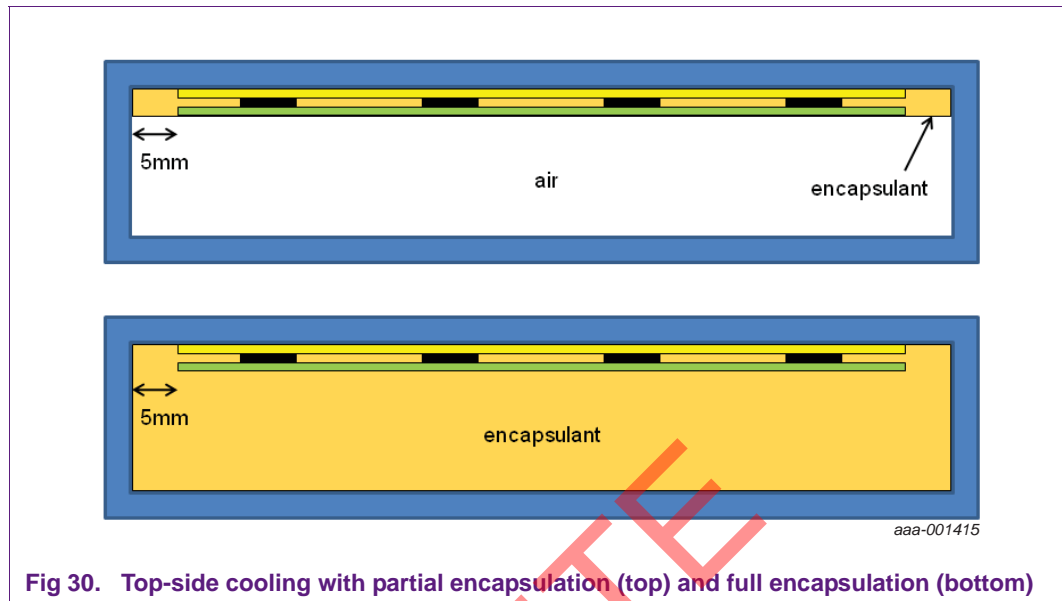 5mm
air
encapsulant
5mm
encapsulant
aaa-001415
Fig 30. Top-side cooling with partial encapsulation (top) and full encapsulation (bottom)